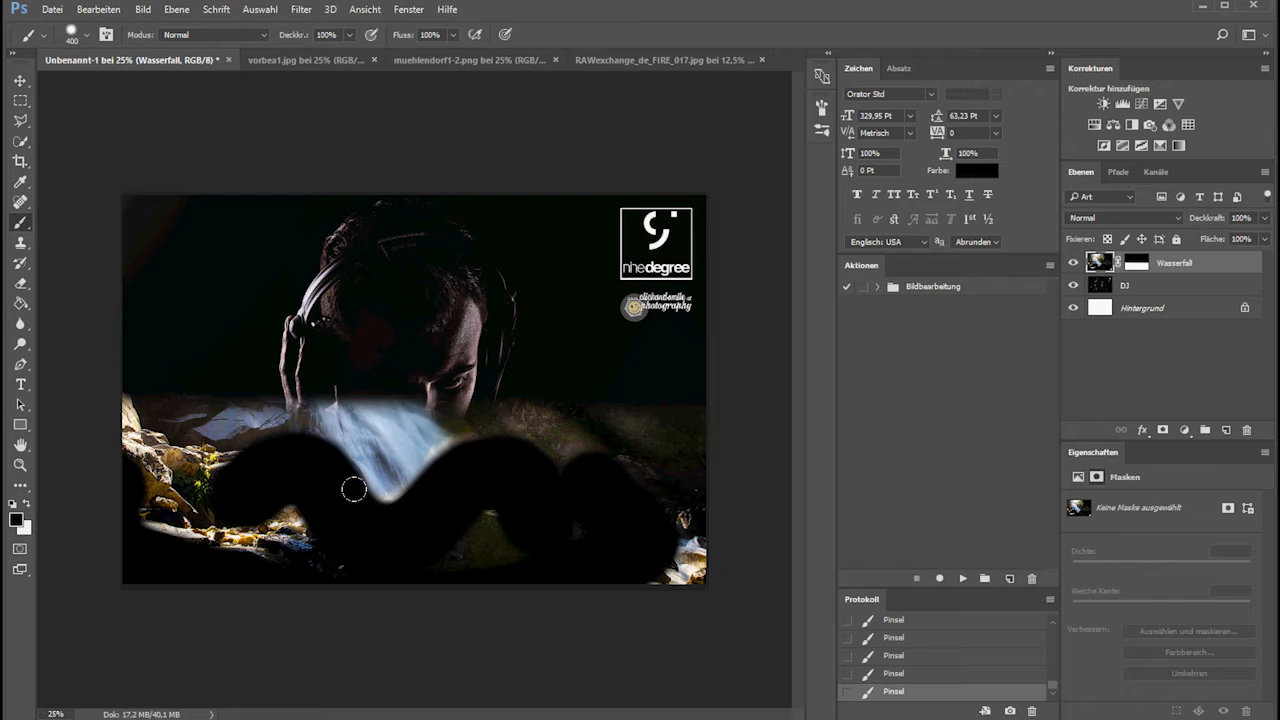 Ps Datei Bearbeiten Bild Ebene Schrift Auswahl Filter 3D Ansicht Fenster Hilfe
400 Modus: Normal Deckkr.: 100% Fluss: 100%
Unbenannt-1 bei 25% (Wasserfall, RGB/8) * × vorbea1.jpg bei 25% (RGB/... × muehlendorf1-2.png bei 25% (RGB/... × RAWexchange_de_FIRE_017.jpg bei 12,5% ... ×
Zeichen Absatz
Orator Std
329,95 Pt 63,23 Pt
Metrisch 0
100% 100%
0 Pt Farbe:
Englisch: USA Abrunden
Aktionen
Bildbearbeitung
Protokoll
Pinsel
Pinsel
Pinsel
Pinsel
Pinsel
Korrekturen
Korrektur hinzufügen
Ebenen Pfade Kanäle
Art
Normal Deckkraft: 100%
Fixieren: Fläche: 100%
Wasserfall
DJ
Hintergrund
Eigenschaften
Masken
Keine Maske ausgewählt
Dichte:
Weiche Kante:
Verbessern: Auswählen und maskieren...
Farbbereich...
Umkehren
nhedegree
clickandsmile
photography
25% Dok: 17,2 MB/40,1 MB